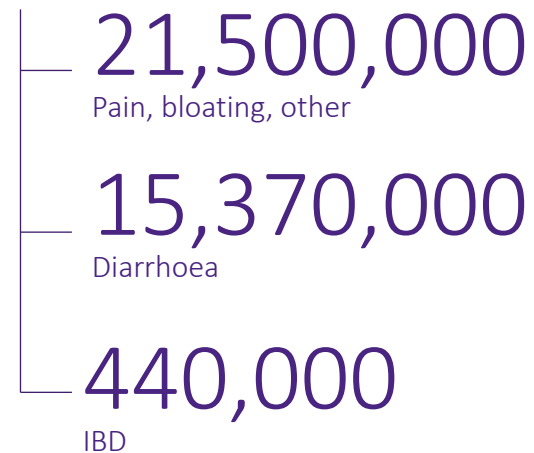 21,500,000
Pain, bloating, other
15,370,000
Diarrhoea
440,000
IBD